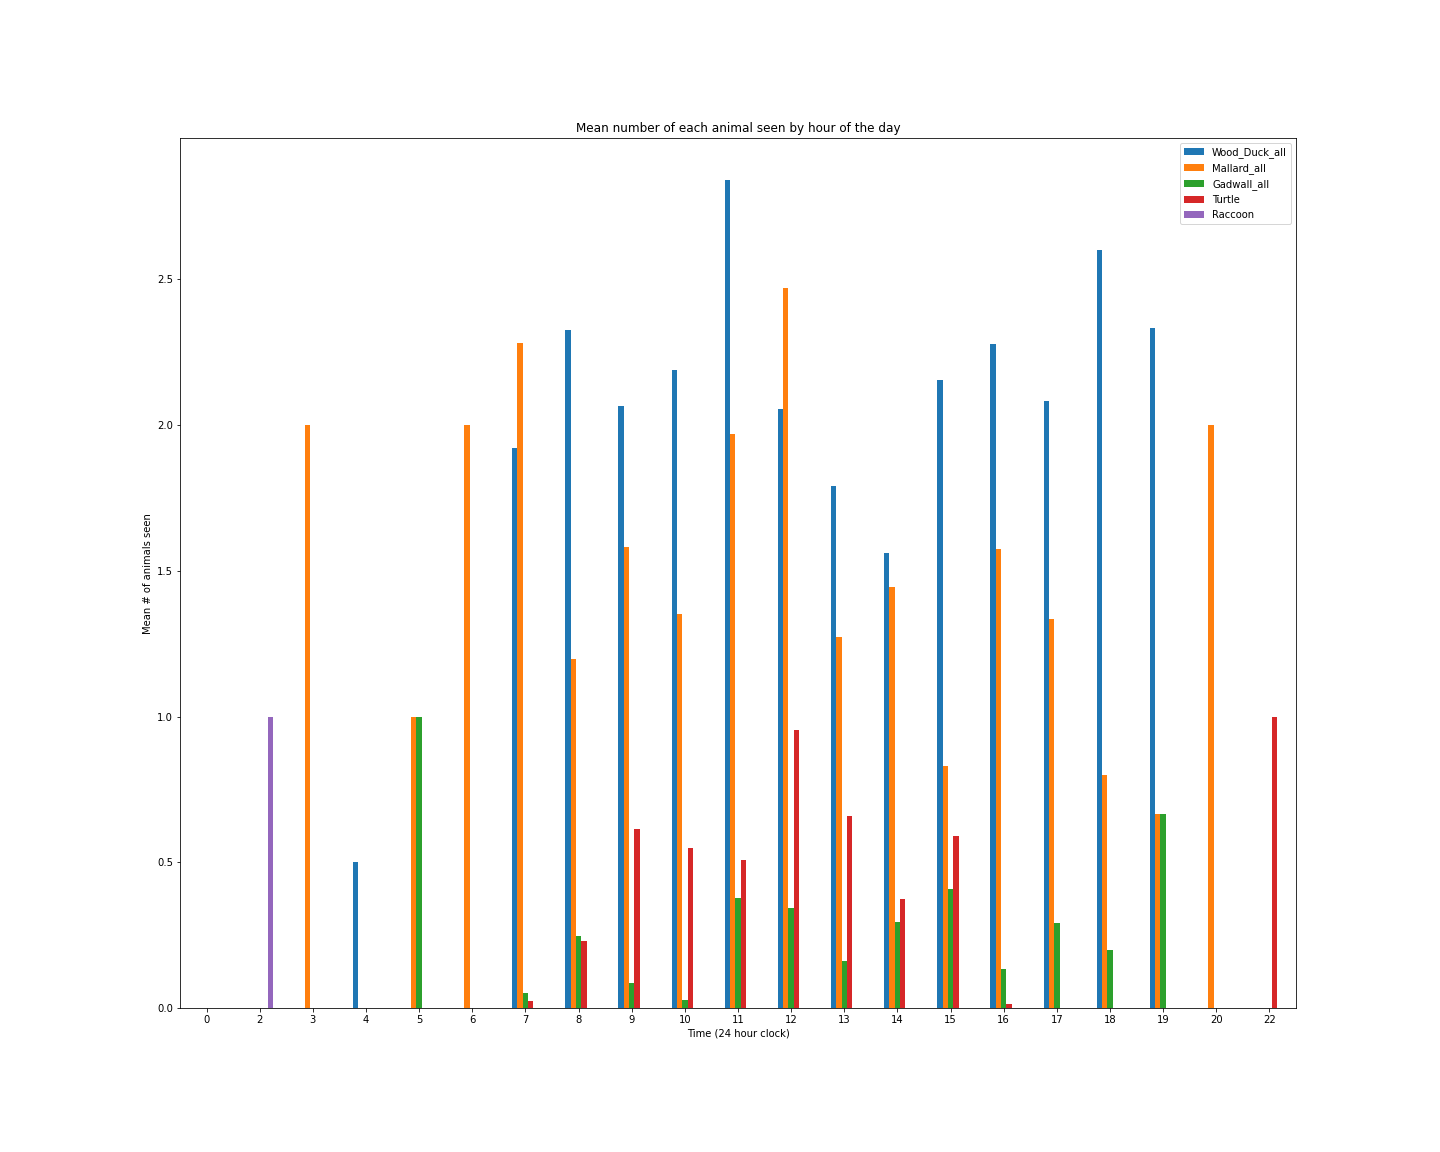 Mean number of each animal seen by hour of the day
Wood_Duck_all
Mallard_all
Gadwall_all
Turtle
Raccoon
2.5
2.0
1.5
1.0
0.5
0.0
Mean # of animals seen
0 2 3 4 5 6 7 8 9 10 11 12 13 14 15 16 17 18 19 20 22
Time (24 hour clock)